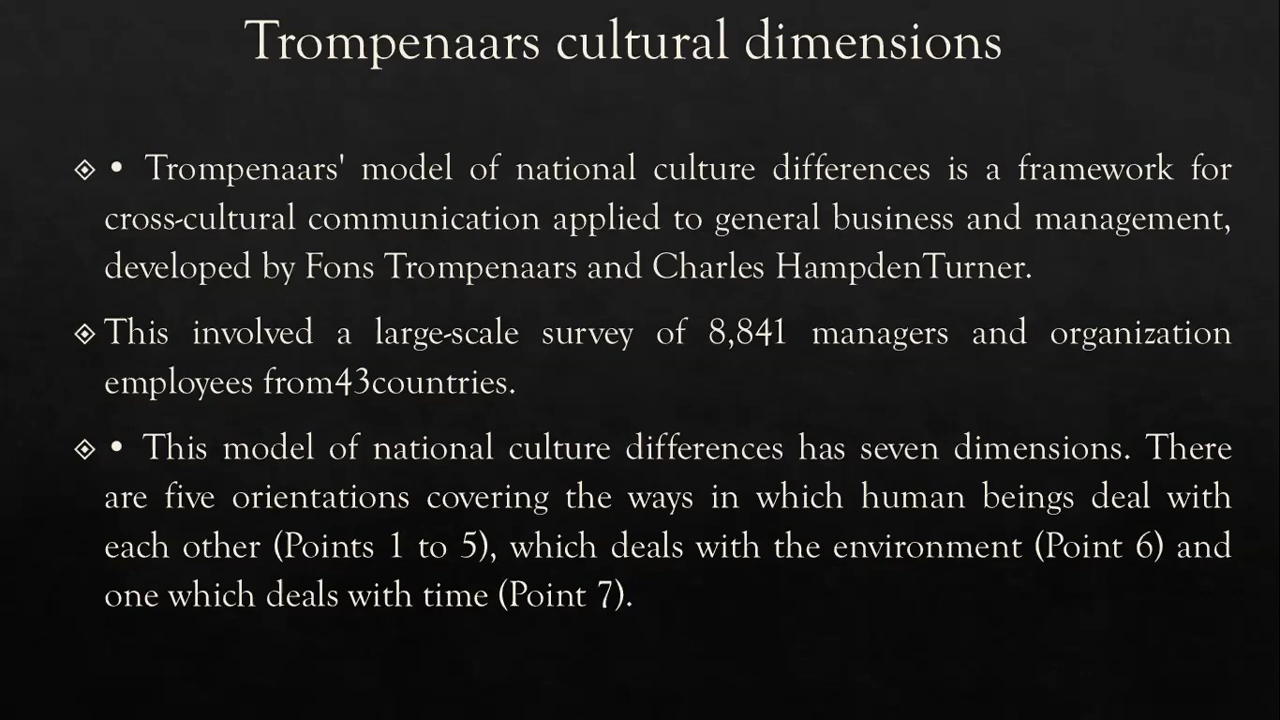 Trompenaars cultural dimensions
• Trompenaars' model of national culture differences is a framework for
cross-cultural communication applied to general business and management,
developed by Fons Trompenaars and Charles HampdenTurner.
This involved a large-scale survey of 8,841 managers and organization
employees from43countries.
• This model of national culture differences has seven dimensions. There
are five orientations covering the ways in which human beings deal with
each other (Points 1 to 5), which deals with the environment (Point 6) and
one which deals with time (Point 7).